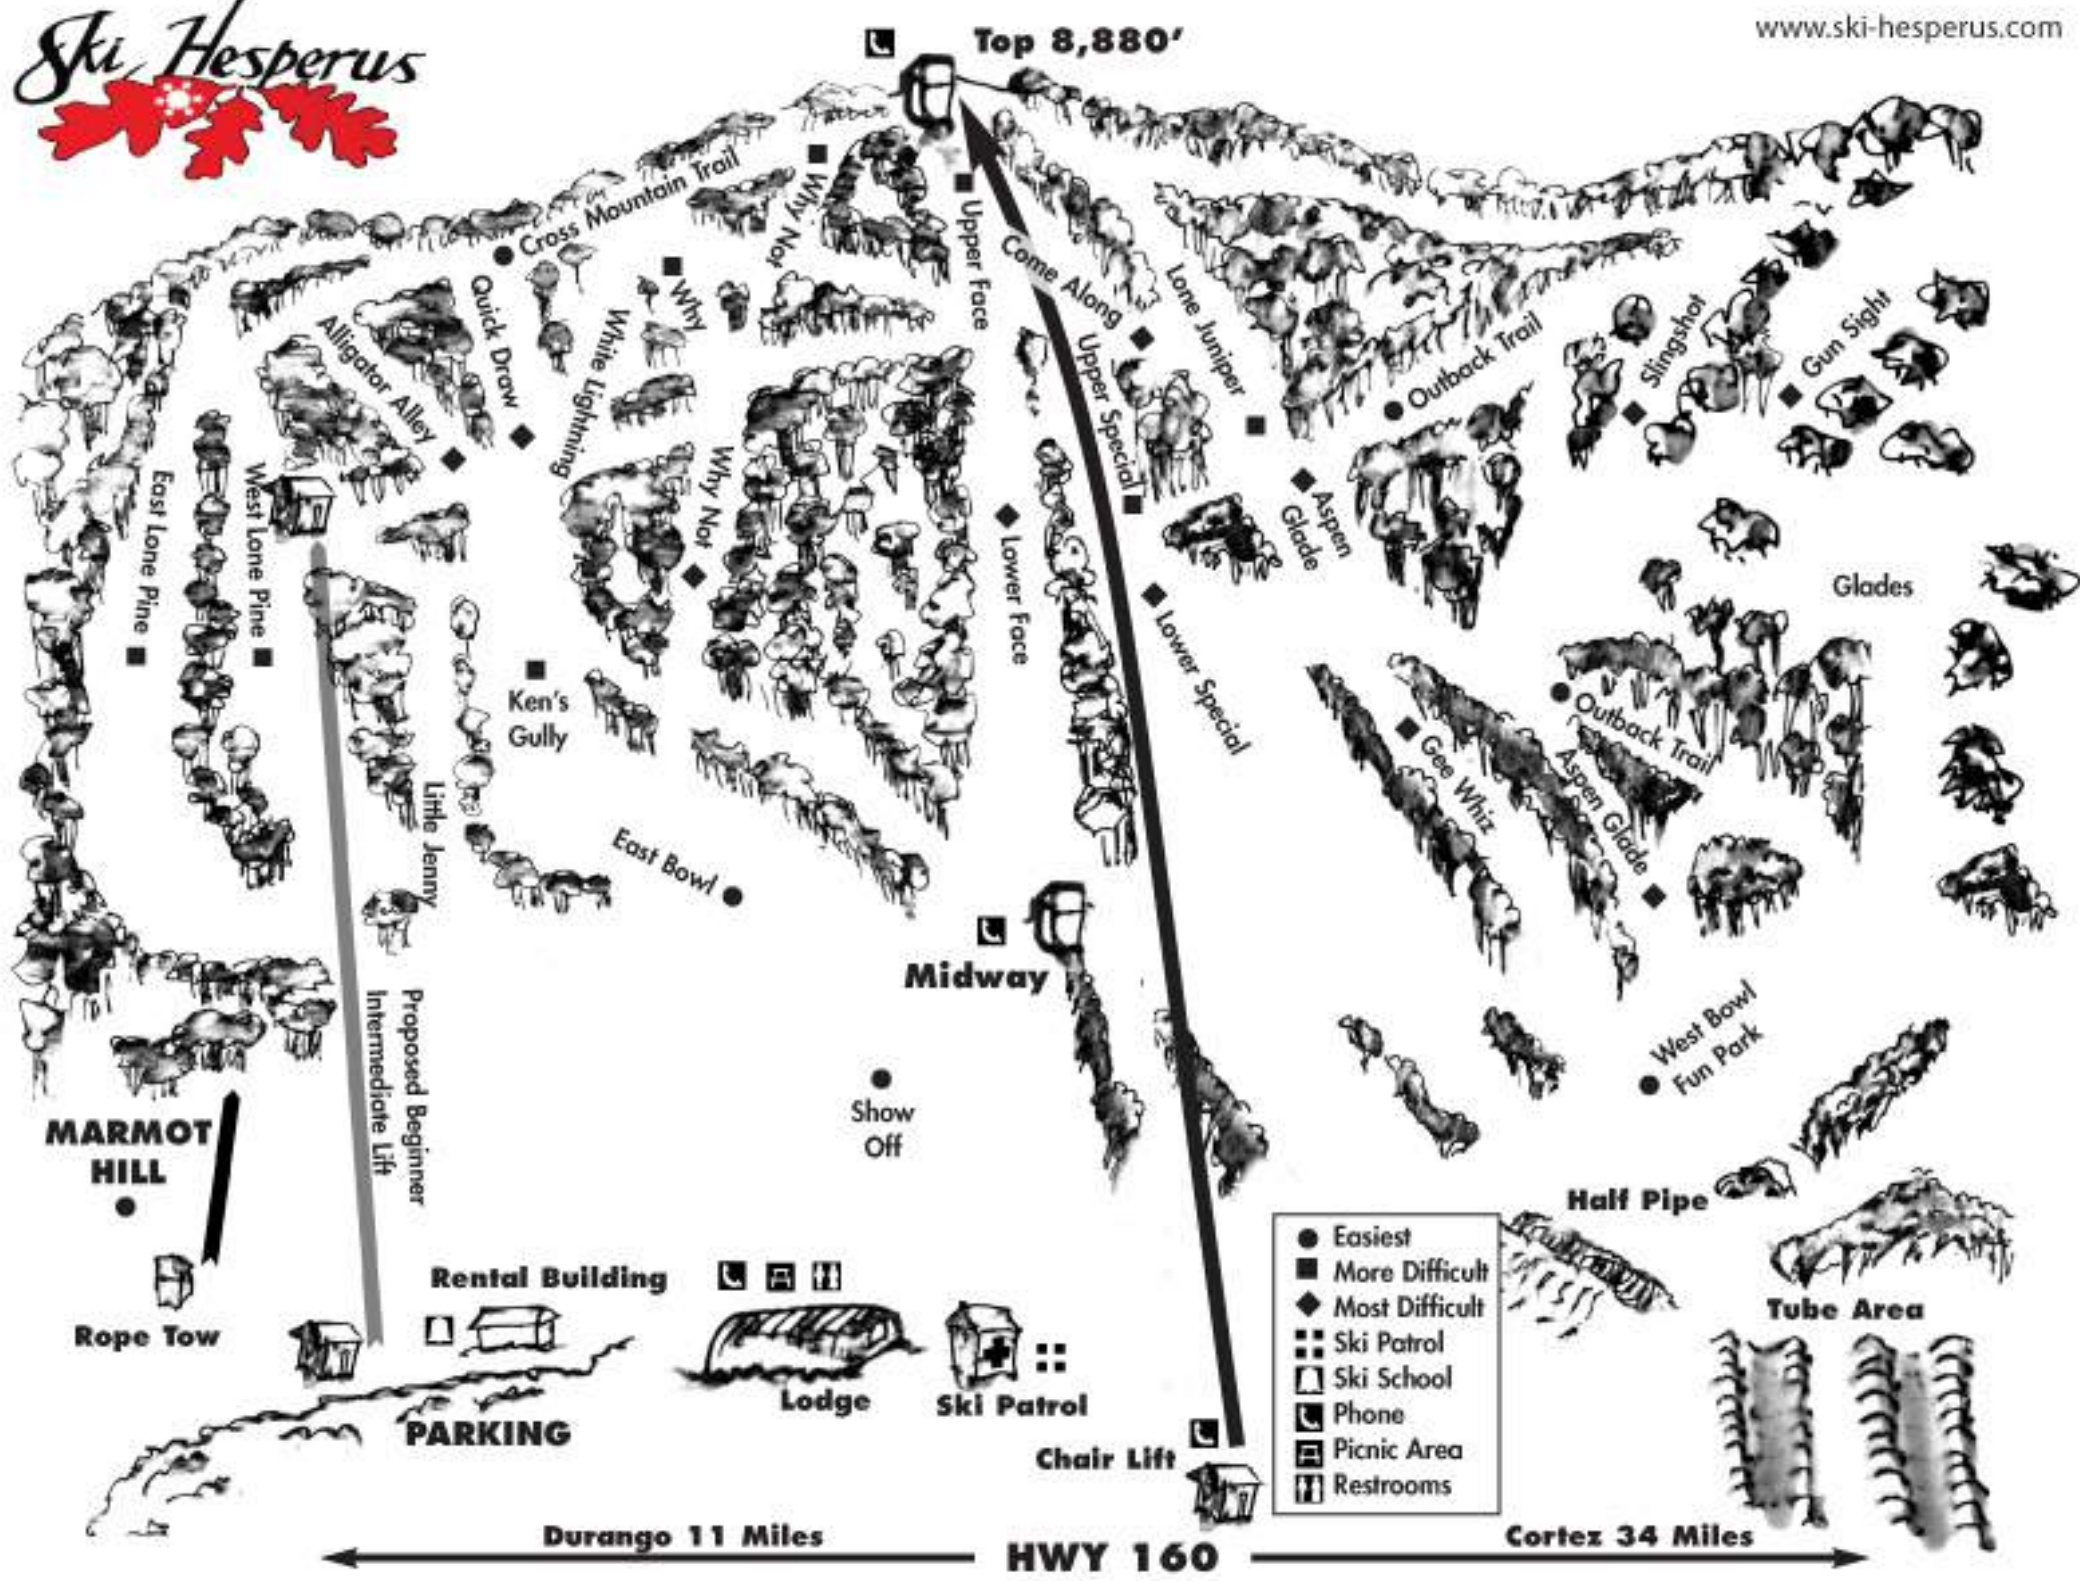 Ski Hesperus
www.ski-hesperus.com
Top 8,880'
Cross Mountain Trail
Why Not
Upper Face
Come Along
Lone Juniper
Alligator Alley
Quick Draw
White Lightning
Why
Upper Special
Outback Trail
Slingshot
Gun Sight
East Lone Pine
West Lone Pine
Why Not
Lower Face
Aspen
Glade
Glades
Ken's
Gully
Lower Special
Gee Whiz
Outback Trail
Aspen Glade
Little Jenny
East Bowl
Midway
Proposed Beginner
Intermediate Lift
Show
Off
West Bowl
Fun Park
MARMOT
HILL
Half Pipe
Rope Tow
Rental Building
Lodge
Ski Patrol
PARKING
Chair Lift
Easiest
More Difficult
Most Difficult
Ski Patrol
Ski School
Phone
Picnic Area
Restrooms
Tube Area
Durango 11 Miles
HWY 160
Cortez 34 Miles